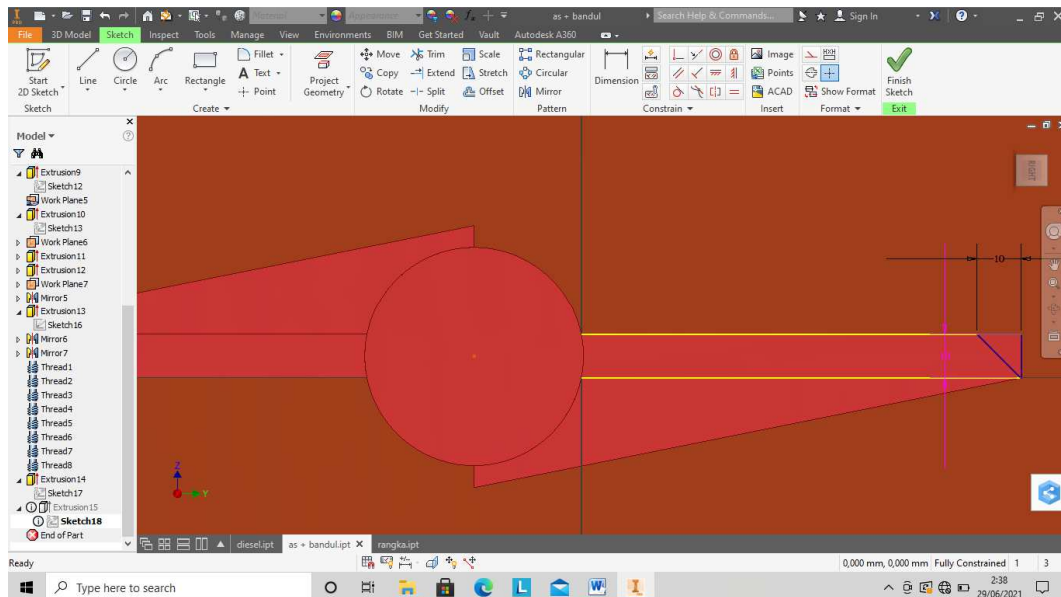 Material
Appearance
as + bandul
Search Help & Commands...
Sign In
File 3D Model Sketch Inspect Tools Manage View Environments BIM Get Started Vault Autodesk A360
Start 2D Sketch
Line
Circle
Arc
Rectangle
Fillet
A Text
Point
Project Geometry
Move
Copy
Rotate
Trim
Extend
Split
Scale
Stretch
Offset
Rectangular
Circular
Mirror
Dimension
Image
Points
ACAD
Show Format
Finish Sketch
Sketch
Create
Modify
Pattern
Constrain
Insert
Format
Exit
Model
Extrusion9
Sketch12
Work Plane5
Extrusion10
Sketch13
Work Plane6
Extrusion11
Extrusion12
Work Plane7
Mirror5
Extrusion13
Sketch16
Mirror6
Mirror7
Thread1
Thread2
Thread3
Thread4
Thread5
Thread6
Thread7
Thread8
Extrusion14
Sketch17
Extrusion15
Sketch18
End of Part
RIGHT
10
Z
Y
diesel.ipt
as + bandul.ipt
rangka.ipt
Ready
0,000 mm, 0,000 mm Fully Constrained 1 3
Type here to search
2:38
29/06/2021